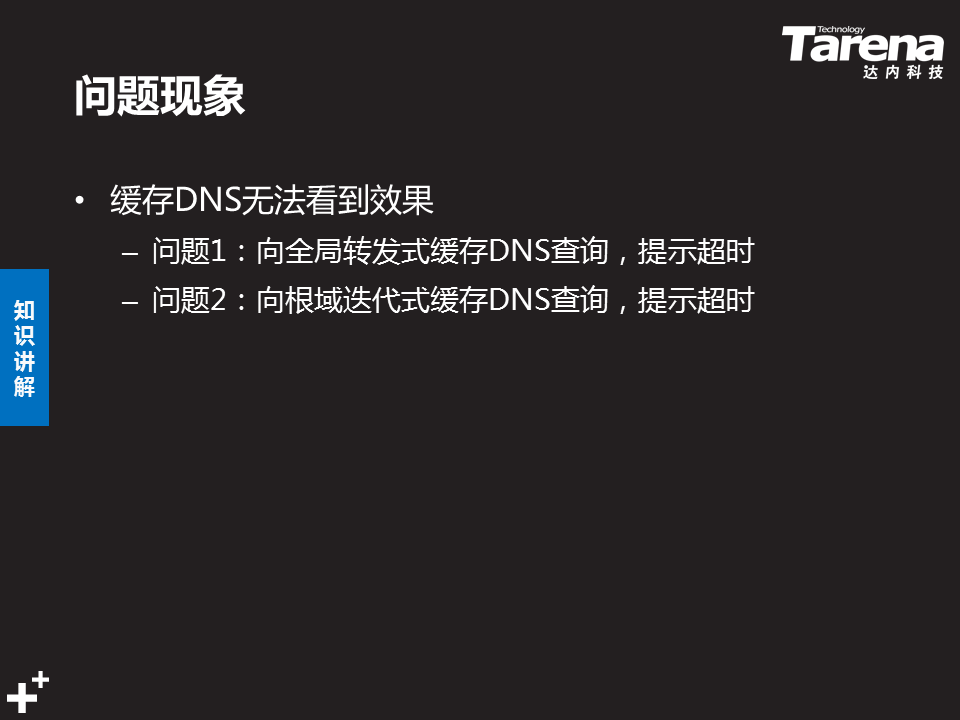 Technology
Tarena
达内科技
问题现象
• 缓存DNS无法看到效果
– 问题1：向全局转发式缓存DNS查询，提示超时
– 问题2：向根域迭代式缓存DNS查询，提示超时
知
识
讲
解